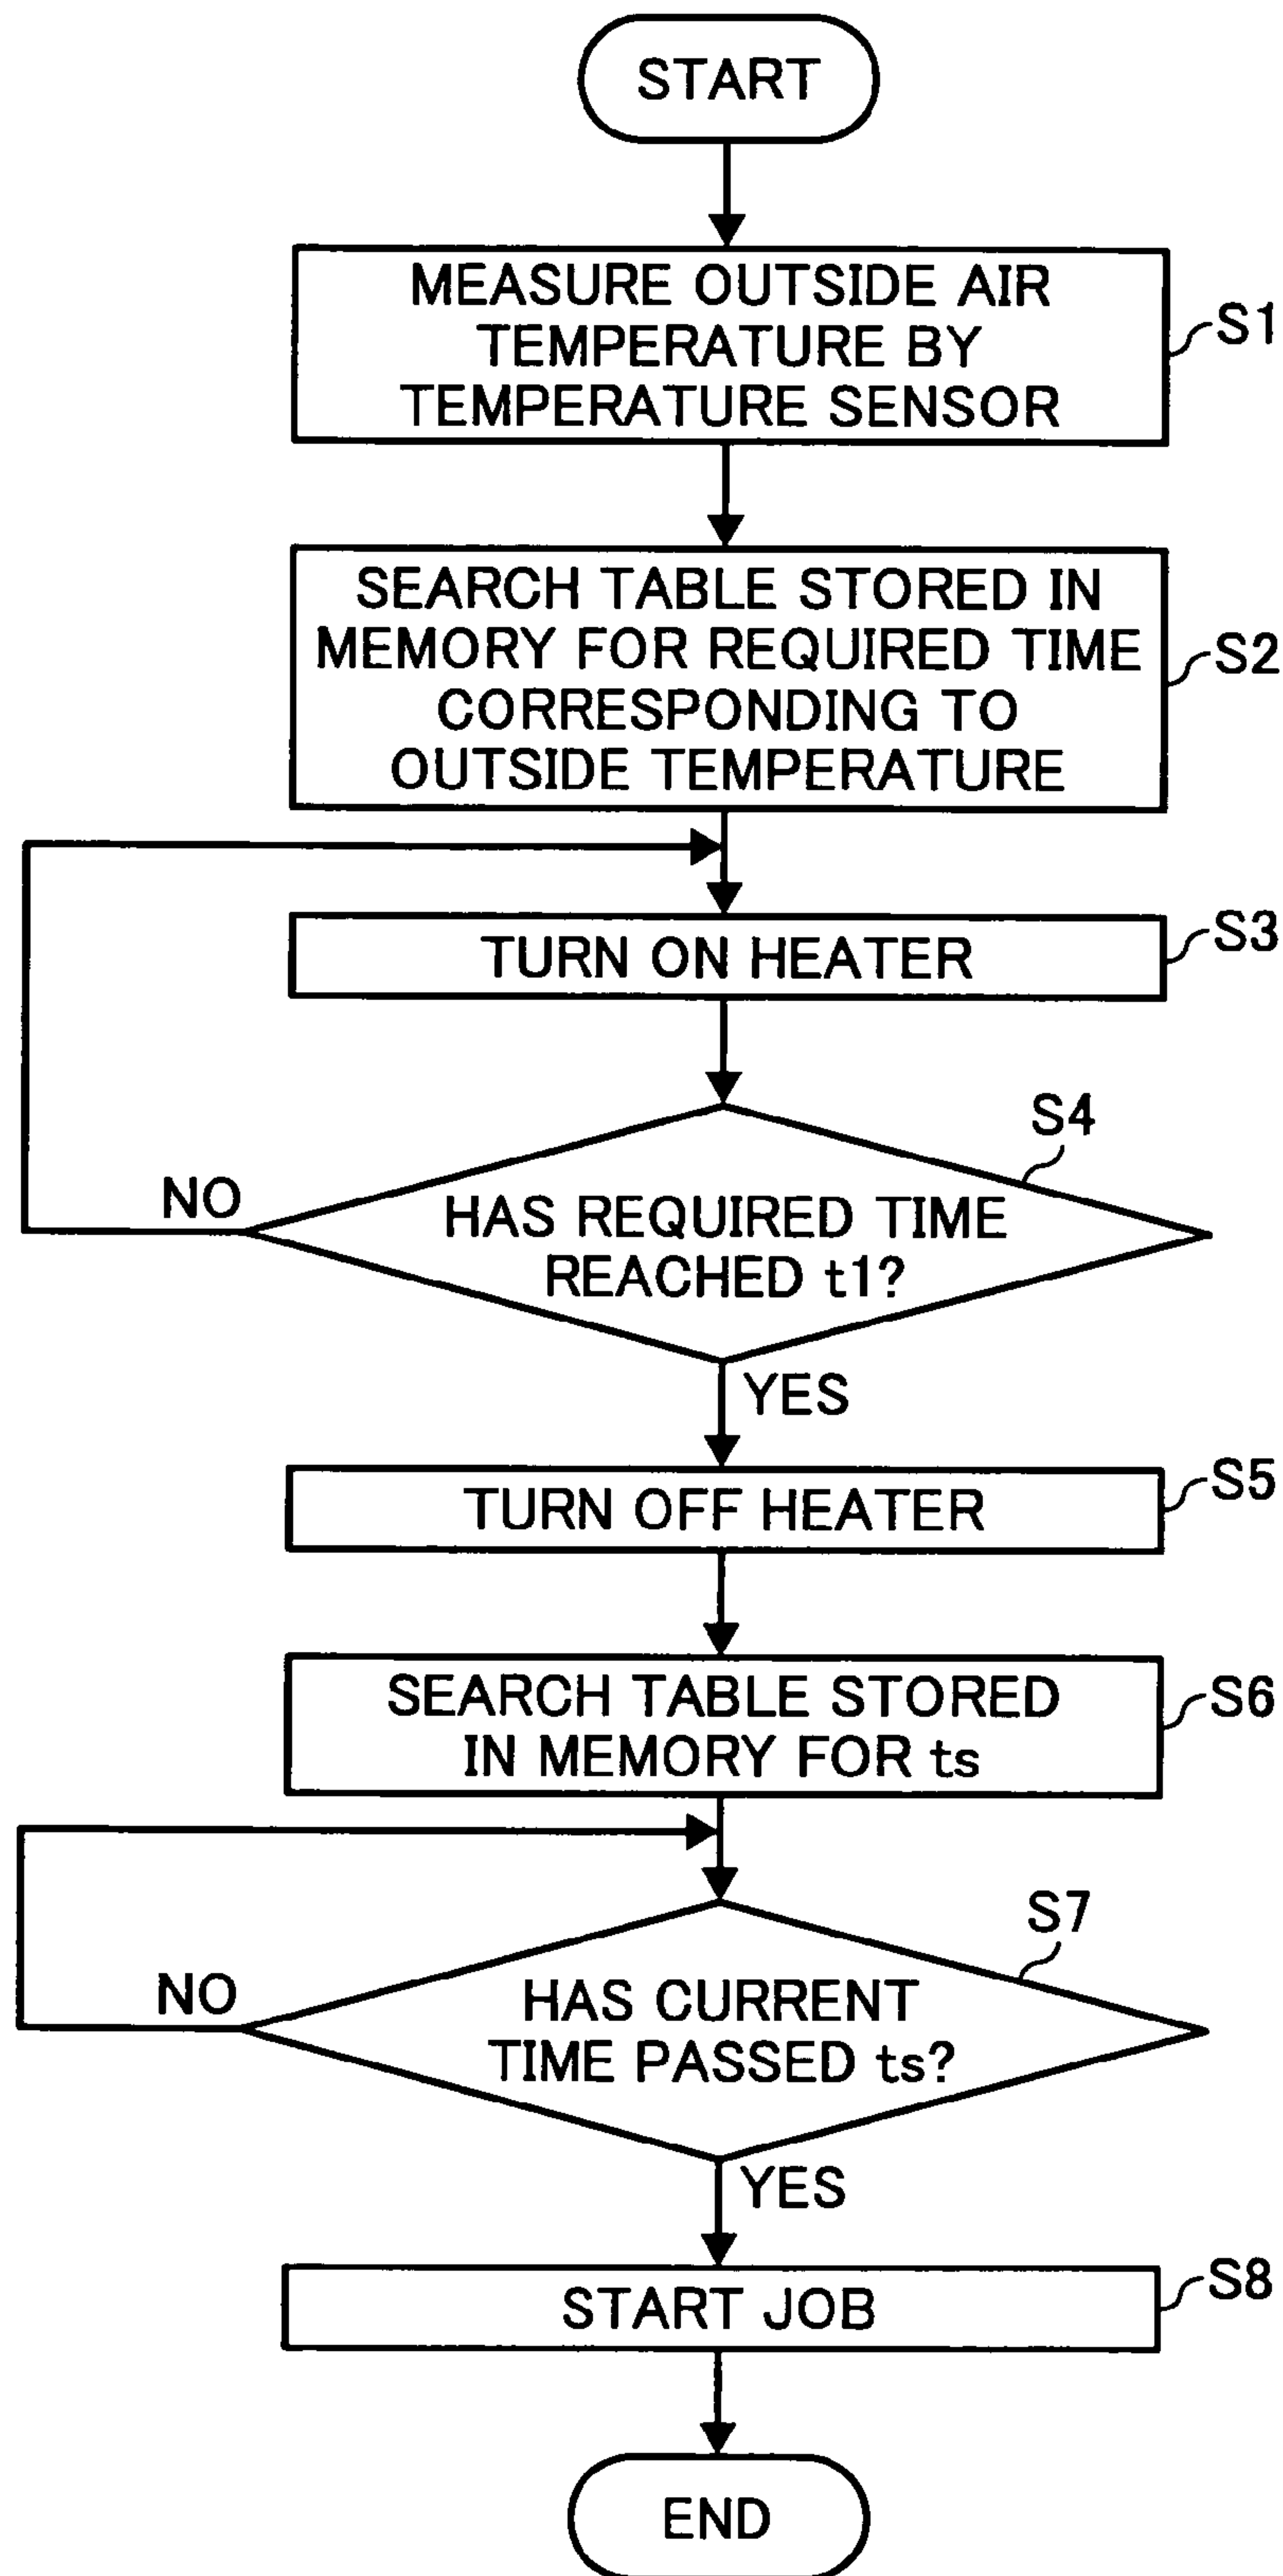 START
MEASURE OUTSIDE AIR
TEMPERATURE BY
TEMPERATURE SENSOR
S1
SEARCH TABLE STORED IN
MEMORY FOR REQUIRED TIME
CORRESPONDING TO
OUTSIDE TEMPERATURE
S2
TURN ON HEATER
S3
S4
NO
HAS REQUIRED TIME
REACHED t1?
YES
TURN OFF HEATER
S5
SEARCH TABLE STORED
IN MEMORY FOR ts
S6
S7
NO
HAS CURRENT
TIME PASSED ts?
YES
START JOB
S8
END